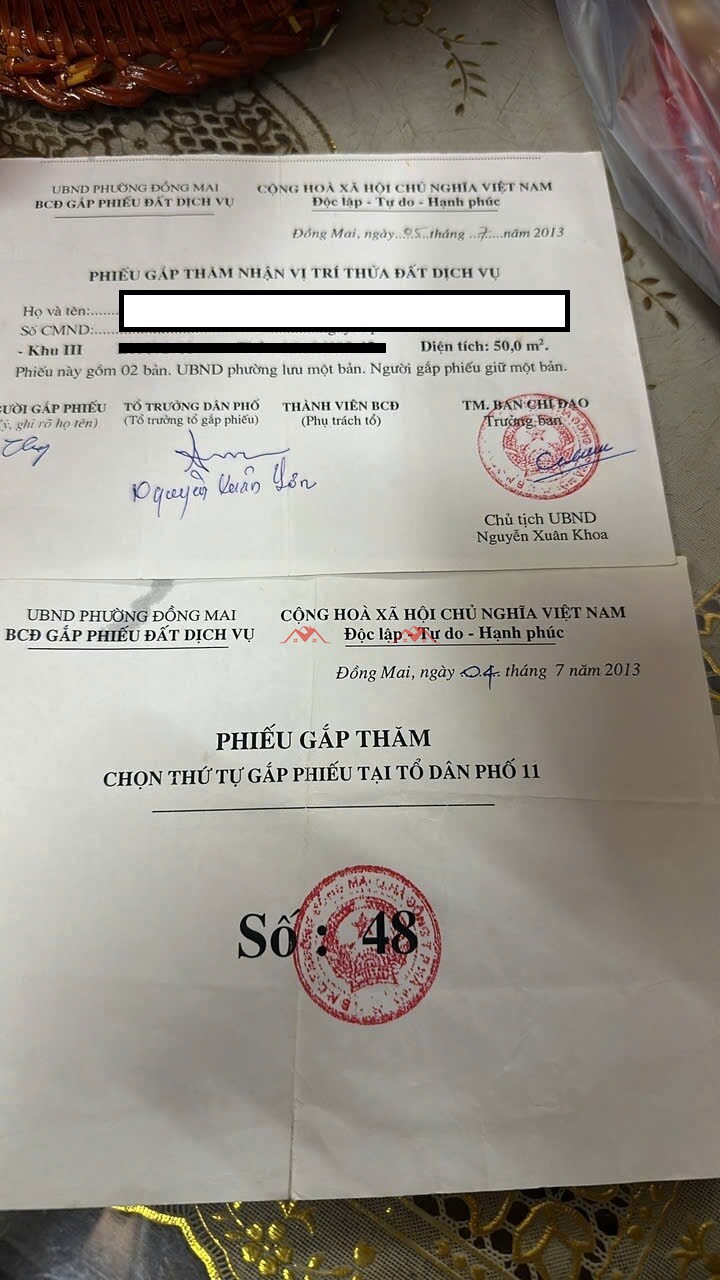 UBND PHƯỜNG ĐỒNG MAI
BCĐ GẮP PHIẾU ĐẤT DỊCH VỤ
CỘNG HOÀ XÃ HỘI CHỦ NGHĨA VIỆT NAM
Độc lập - Tự do - Hạnh phúc
Đồng Mai, ngày..05..tháng ..7....năm 2013
PHIẾU GẮP THĂM NHẬN VỊ TRÍ THỬA ĐẤT DỊCH VỤ
Họ và tên:
Số CMND:
- Khu III
Diện tích: 50,0 m².
Phiếu này gồm 02 bản. UBND phường lưu một bản. Người gắp phiếu giữ một bản.
GƯỜI GẮP PHIẾU
ý, ghi rõ họ tên)
TỔ TRƯỞNG DÂN PHỐ
(Tổ trưởng tổ gắp phiếu)
Nguyễn Xuân Yên
THÀNH VIÊN BCĐ
(Phụ trách tổ)
TM. BAN CHỈ ĐẠO
Trưởng ban
Chủ tịch UBND
Nguyễn Xuân Khoa
UBND PHƯỜNG ĐỒNG MAI
BCĐ GẮP PHIẾU ĐẤT DỊCH VỤ
CỘNG HOÀ XÃ HỘI CHỦ NGHĨA VIỆT NAM
Độc lập - Tự do - Hạnh phúc
Đồng Mai, ngày 04 tháng 7 năm 2013
PHIẾU GẮP THĂM
CHỌN THỨ TỰ GẮP PHIẾU TẠI TỔ DÂN PHỐ 11
Số : 48